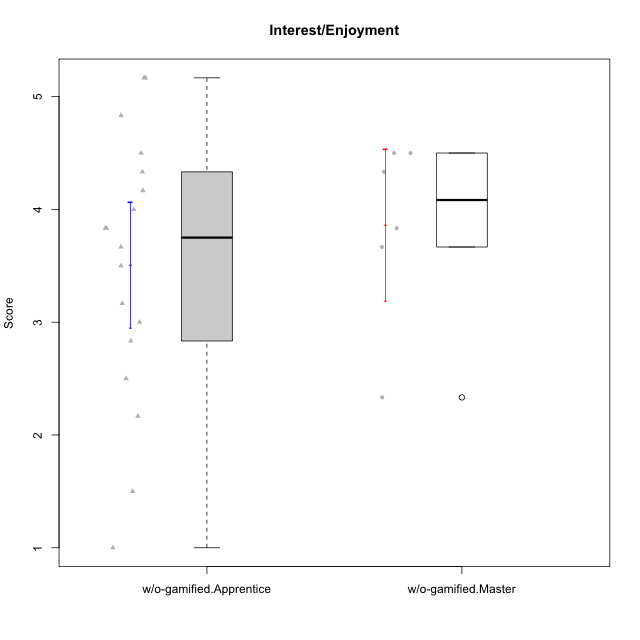 Interest/Enjoyment
Score
5
4
3
2
1
w/o-gamified.Apprentice
w/o-gamified.Master